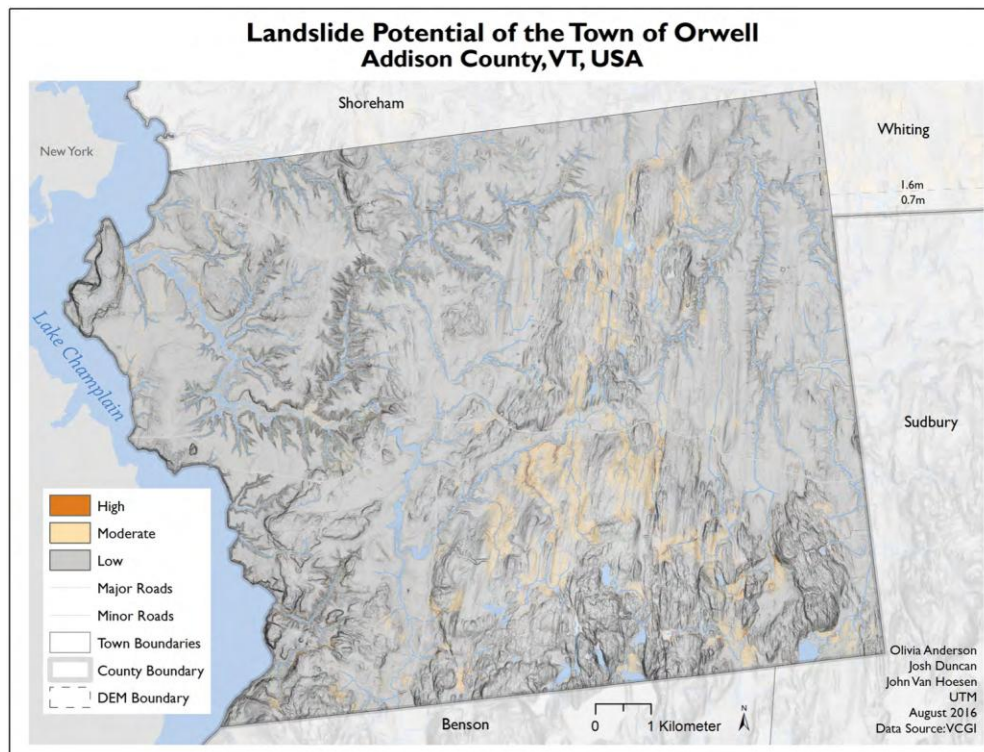 Landslide Potential of the Town of Orwell
Addison County, VT, USA
Shoreham
Whiting
New York
1.6m
0.7m
Lake Champlain
Sudbury
High
Moderate
Low
Major Roads
Minor Roads
Town Boundaries
County Boundary
DEM Boundary
Olivia Anderson
Josh Duncan
John Van Hoesen
UTM
August 2016
Data Source: VCGI
Benson
0 1 Kilometer
N